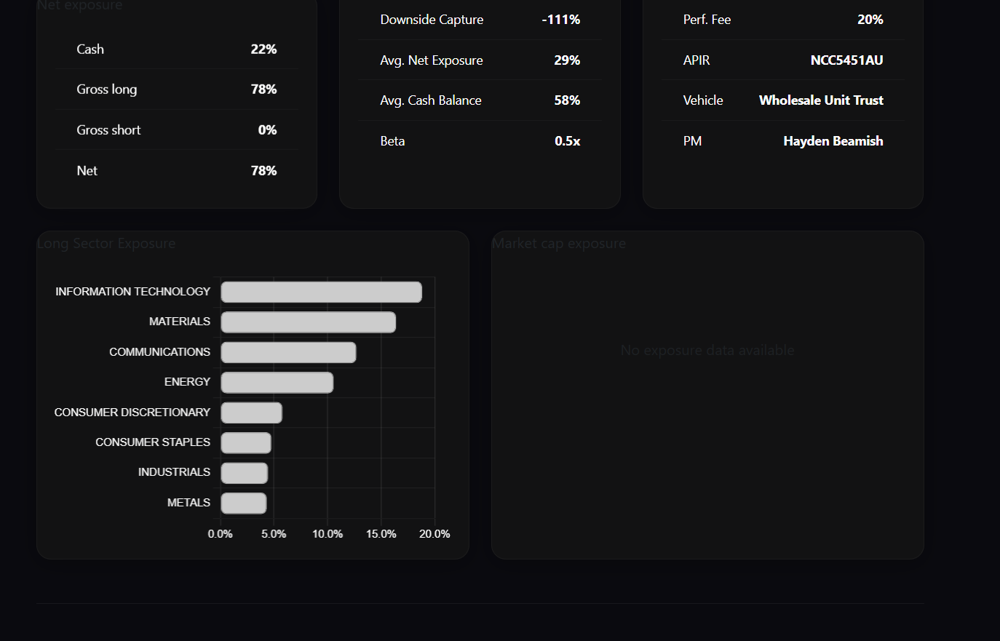 Net exposure
Cash 22%
Gross long 78%
Gross short 0%
Net 78%
Downside Capture -111%
Avg. Net Exposure 29%
Avg. Cash Balance 58%
Beta 0.5x
Perf. Fee 20%
APIR NCC5451AU
Vehicle Wholesale Unit Trust
PM Hayden Beamish
Long Sector Exposure
INFORMATION TECHNOLOGY
MATERIALS
COMMUNICATIONS
ENERGY
CONSUMER DISCRETIONARY
CONSUMER STAPLES
INDUSTRIALS
METALS
0.0% 5.0% 10.0% 15.0% 20.0%
Market cap exposure
No exposure data available